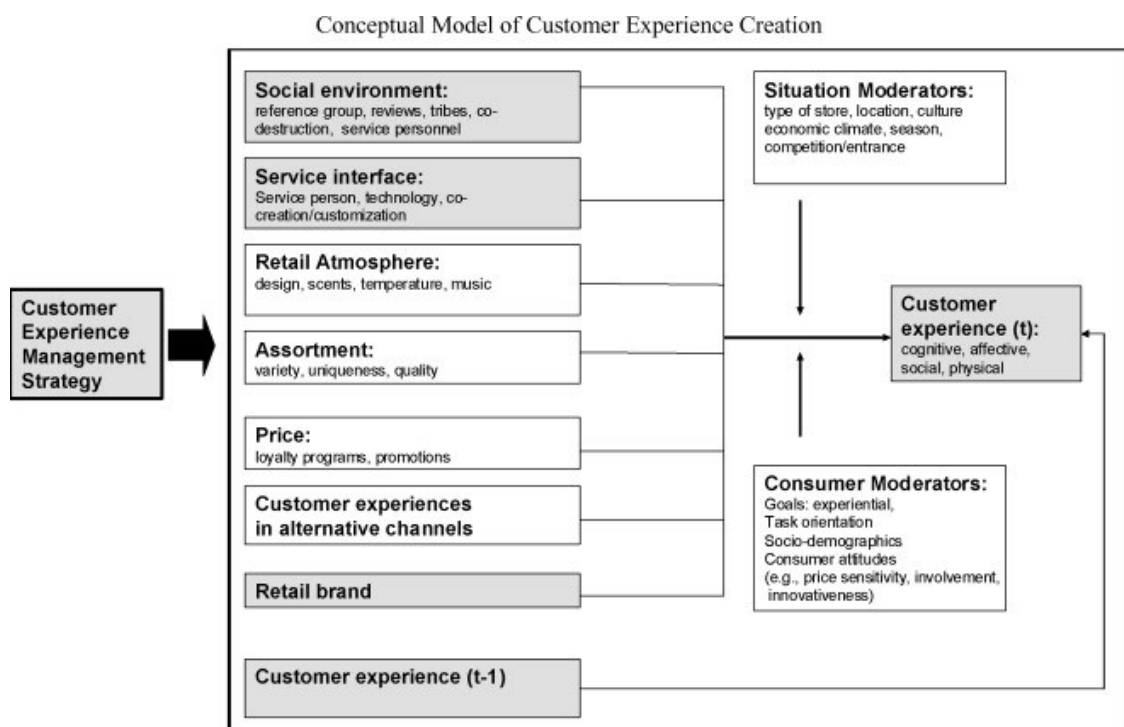 Conceptual Model of Customer Experience Creation
Social environment:
reference group, reviews, tribes, co-
destruction, service personnel
Service interface:
Service person, technology, co-
creation/customization
Retail Atmosphere:
design, scents, temperature, music
Assortment:
variety, uniqueness, quality
Price:
loyalty programs, promotions
Customer experiences
in alternative channels
Retail brand
Customer experience (t-1)
Customer
Experience
Management
Strategy
Situation Moderators:
type of store, location, culture
economic climate, season,
competition/entrance
Customer
experience (t):
cognitive, affective,
social, physical
Consumer Moderators:
Goals: experiential,
Task orientation
Socio-demographics
Consumer attitudes
(e.g., price sensitivity, involvement,
innovativeness)